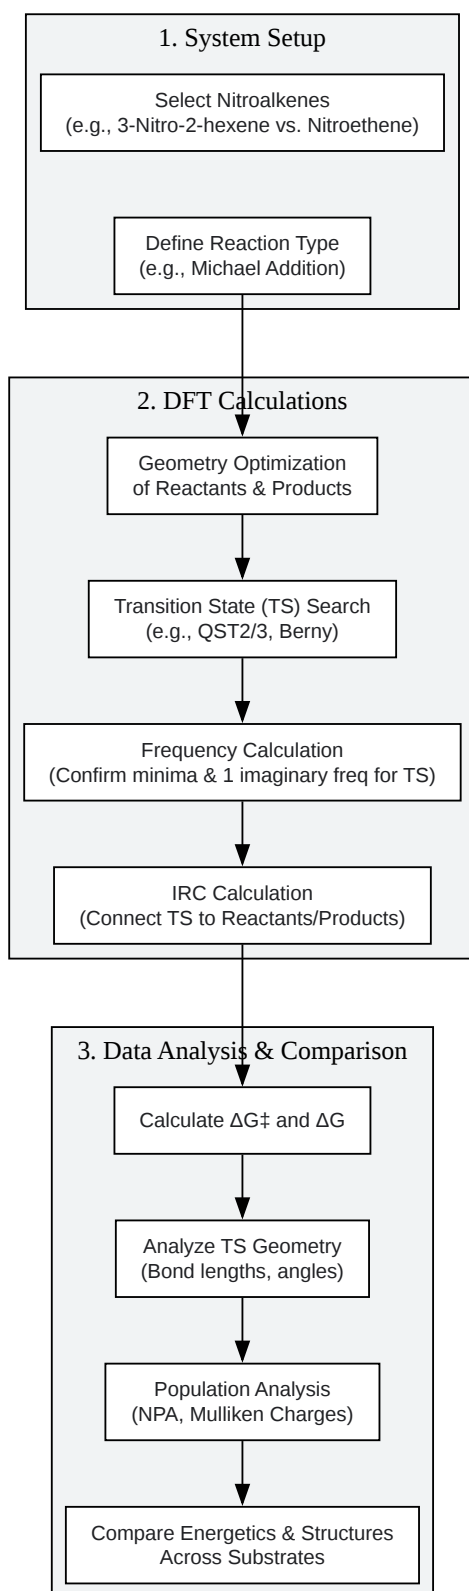 1. System Setup
Select Nitroalkenes
(e.g., 3-Nitro-2-hexene vs. Nitroethene)
Define Reaction Type
(e.g., Michael Addition)
2. DFT Calculations
Geometry Optimization
of Reactants & Products
Transition State (TS) Search
(e.g., QST2/3, Berny)
Frequency Calculation
(Confirm minima & 1 imaginary freq for TS)
IRC Calculation
(Connect TS to Reactants/Products)
3. Data Analysis & Comparison
Calculate ΔG‡ and ΔG
Analyze TS Geometry
(Bond lengths, angles)
Population Analysis
(NPA, Mulliken Charges)
Compare Energetics & Structures
Across Substrates